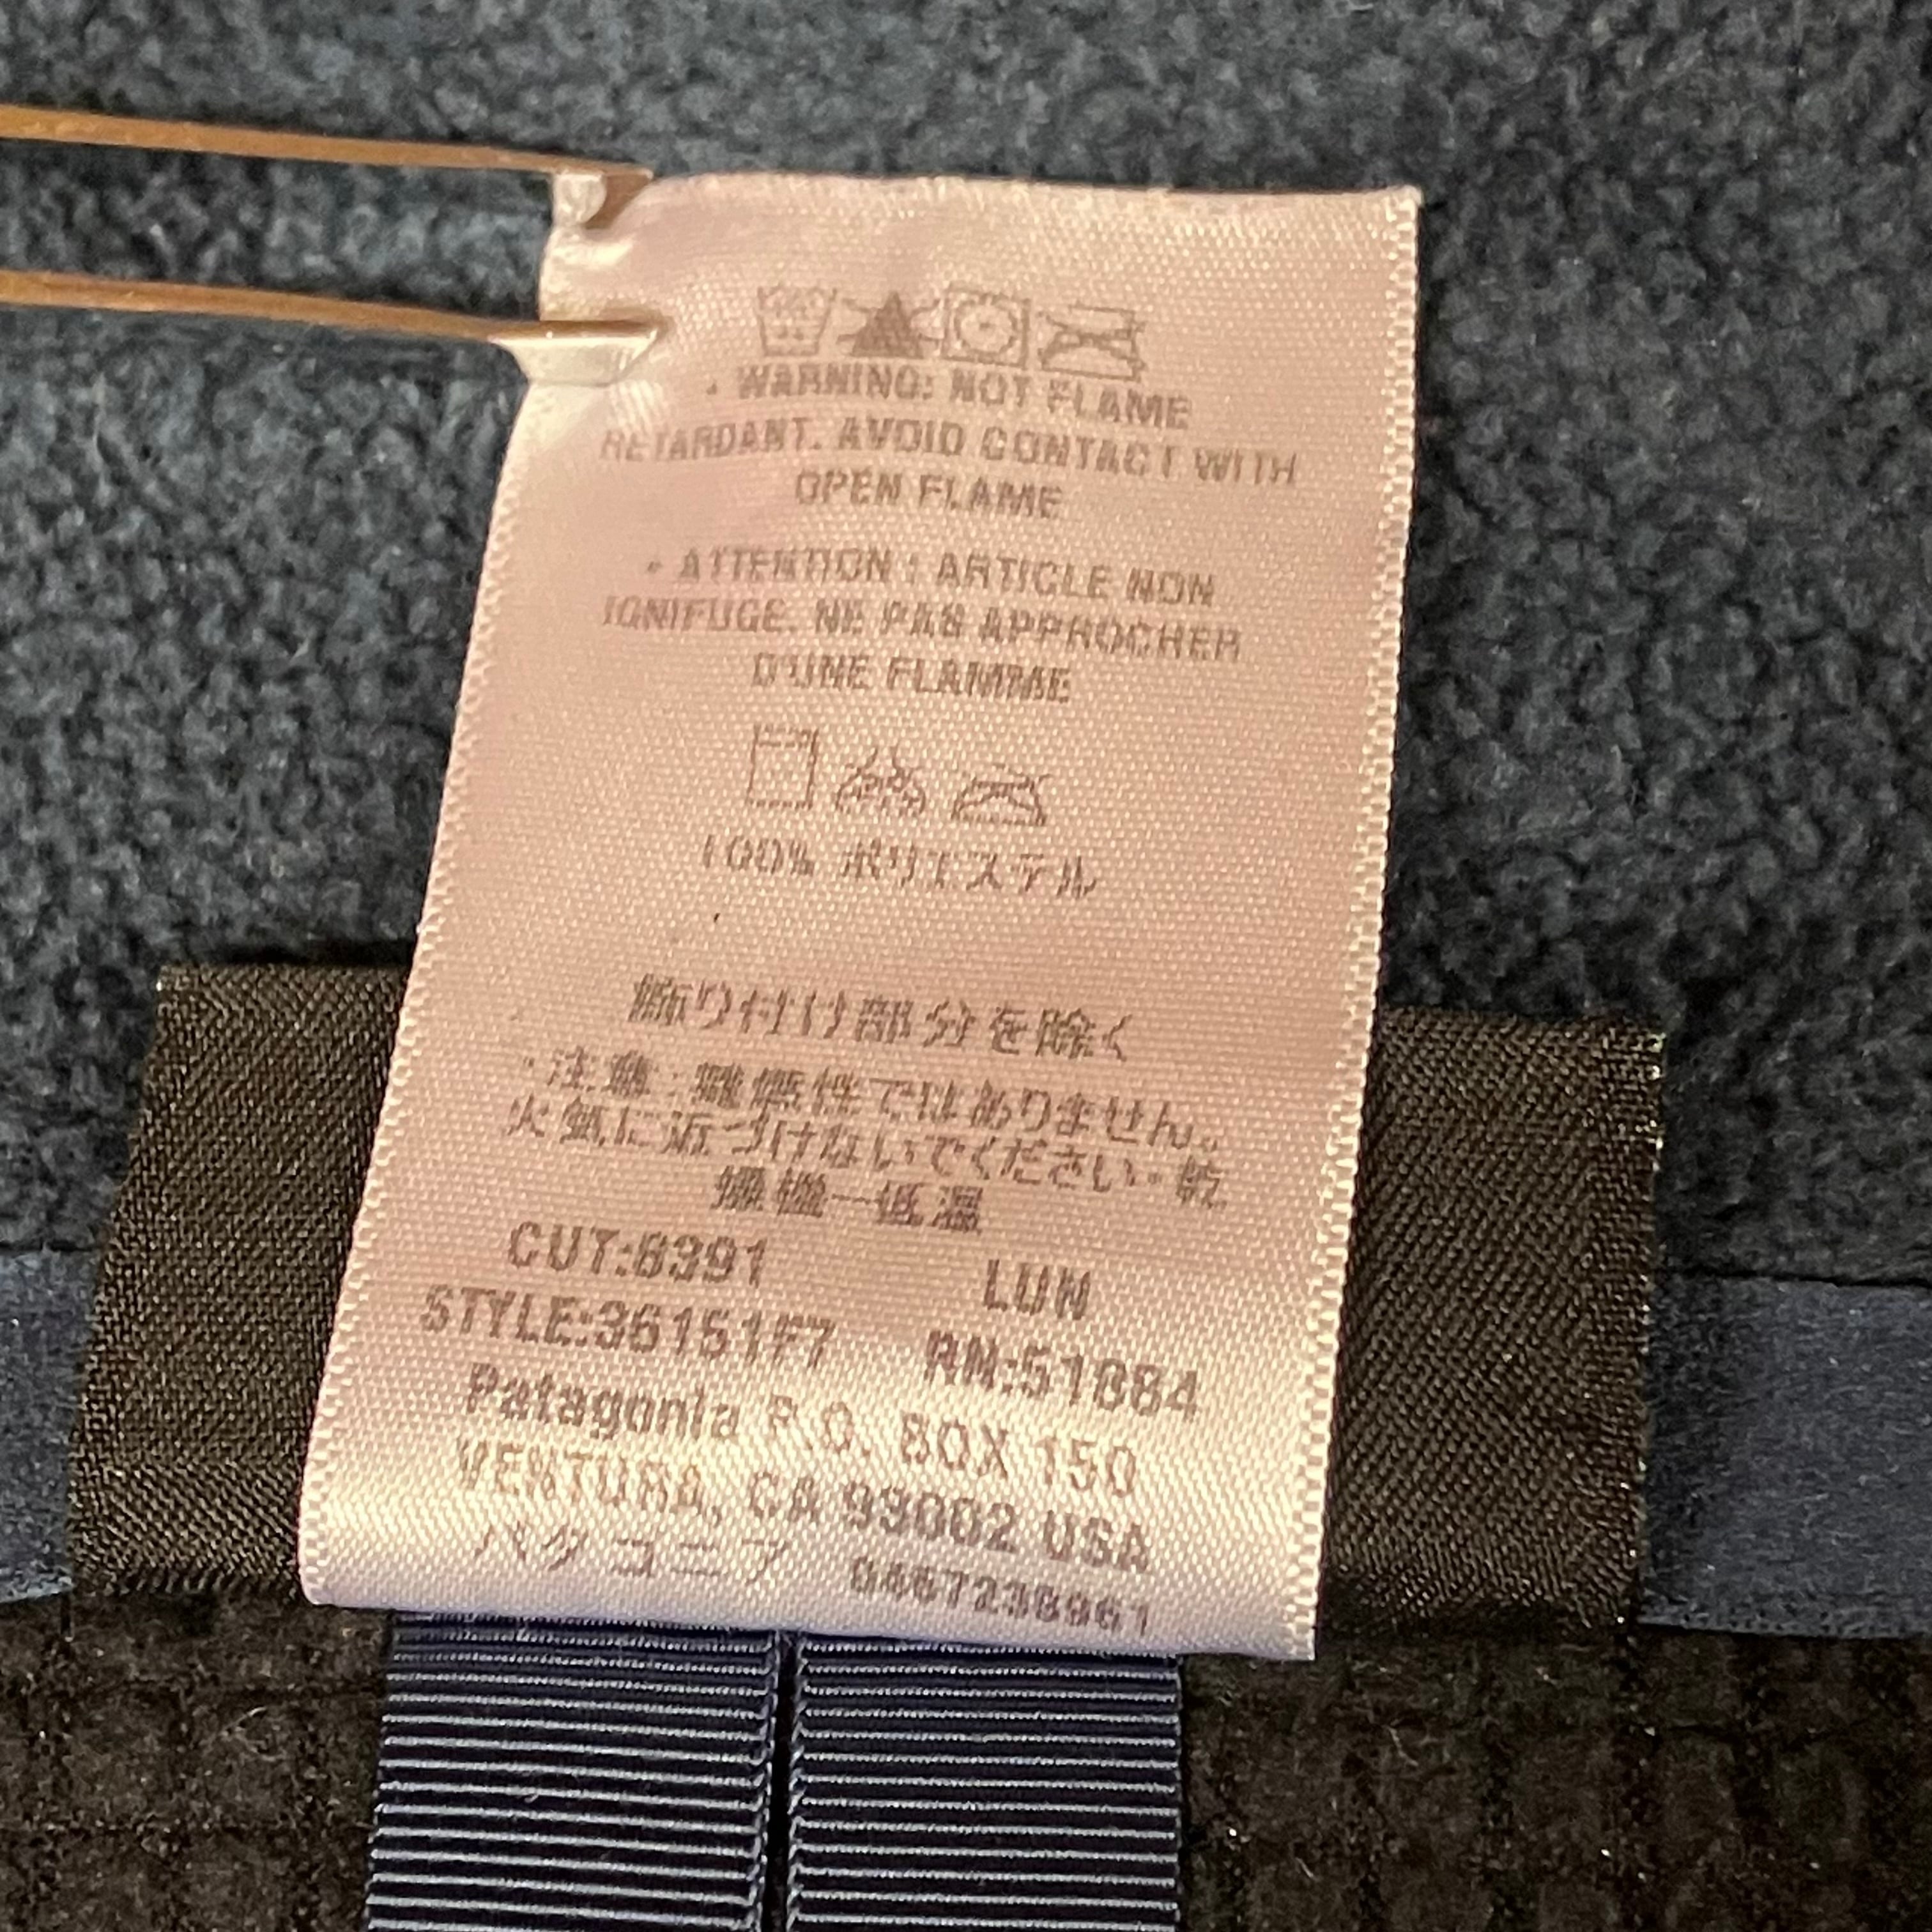 • WARNING: NOT FLAME
RETARDANT. AVOID CONTACT WITH
OPEN FLAME
• ATTENTION : ARTICLE NON
IGNIFUGE. NE PAS APPROCHER
D'UNE FLAMME
100% ポリエステル
飾り付け部分を除く
・注意:難燃性ではありません。
火気に近づけないでください・乾
燥機一低温
CUT:6391 LUN
STYLE:36151F7 RN:51884
Patagonia P.O. BOX 150
VENTURA, CA 93002 USA
パタゴニア 0467238961